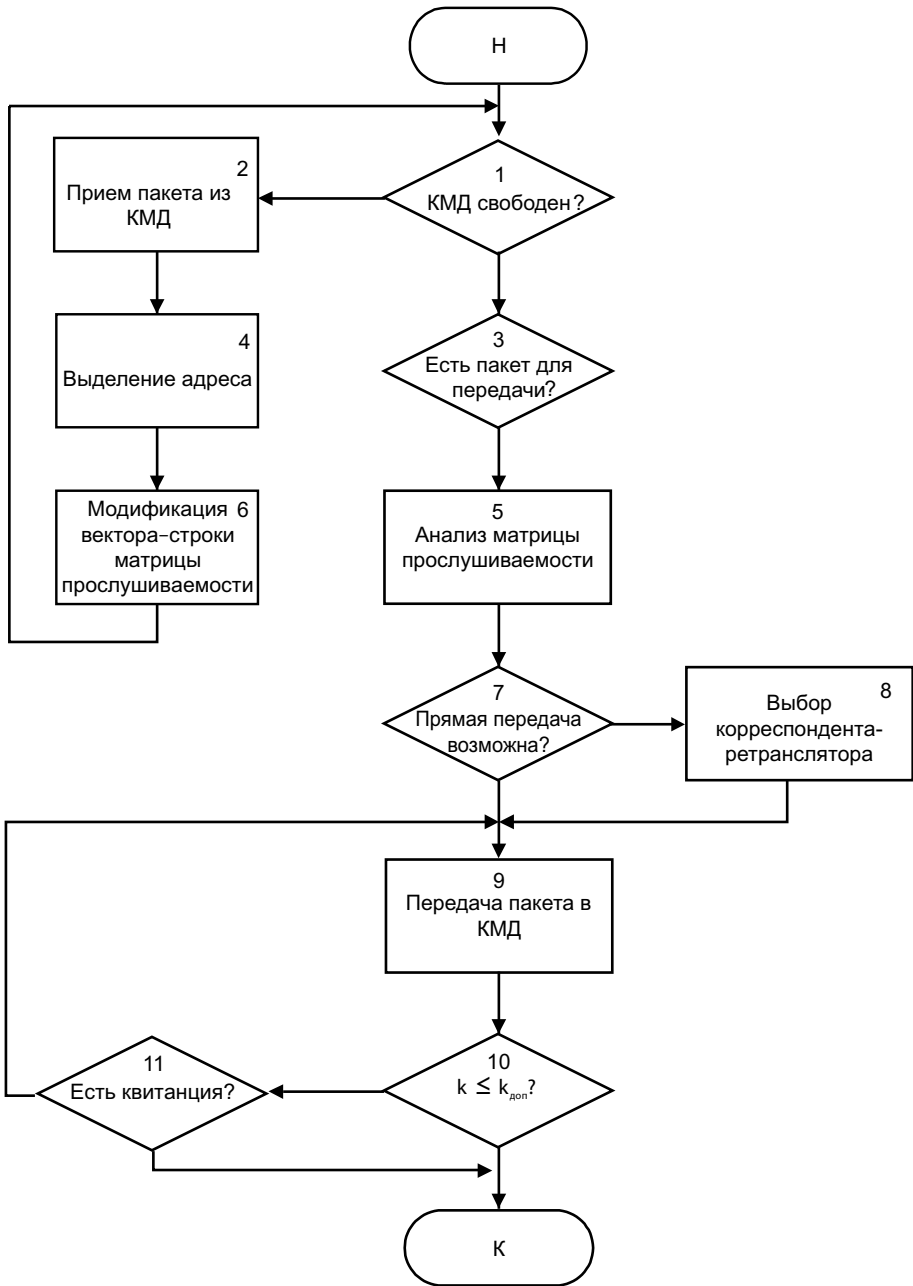 Н
1
КМД свободен?
2
Прием пакета из
КМД
3
Есть пакет для
передачи?
4
Выделение адреса
5
Анализ матрицы
прослушиваемости
Модификация 6
вектора-строки
матрицы
прослушиваемости
7
Прямая передача
возможна?
8
Выбор
корреспондента-
ретранслятора
9
Передача пакета в
КМД
10
k ≤ kдоп?
11
Есть квитанция?
К